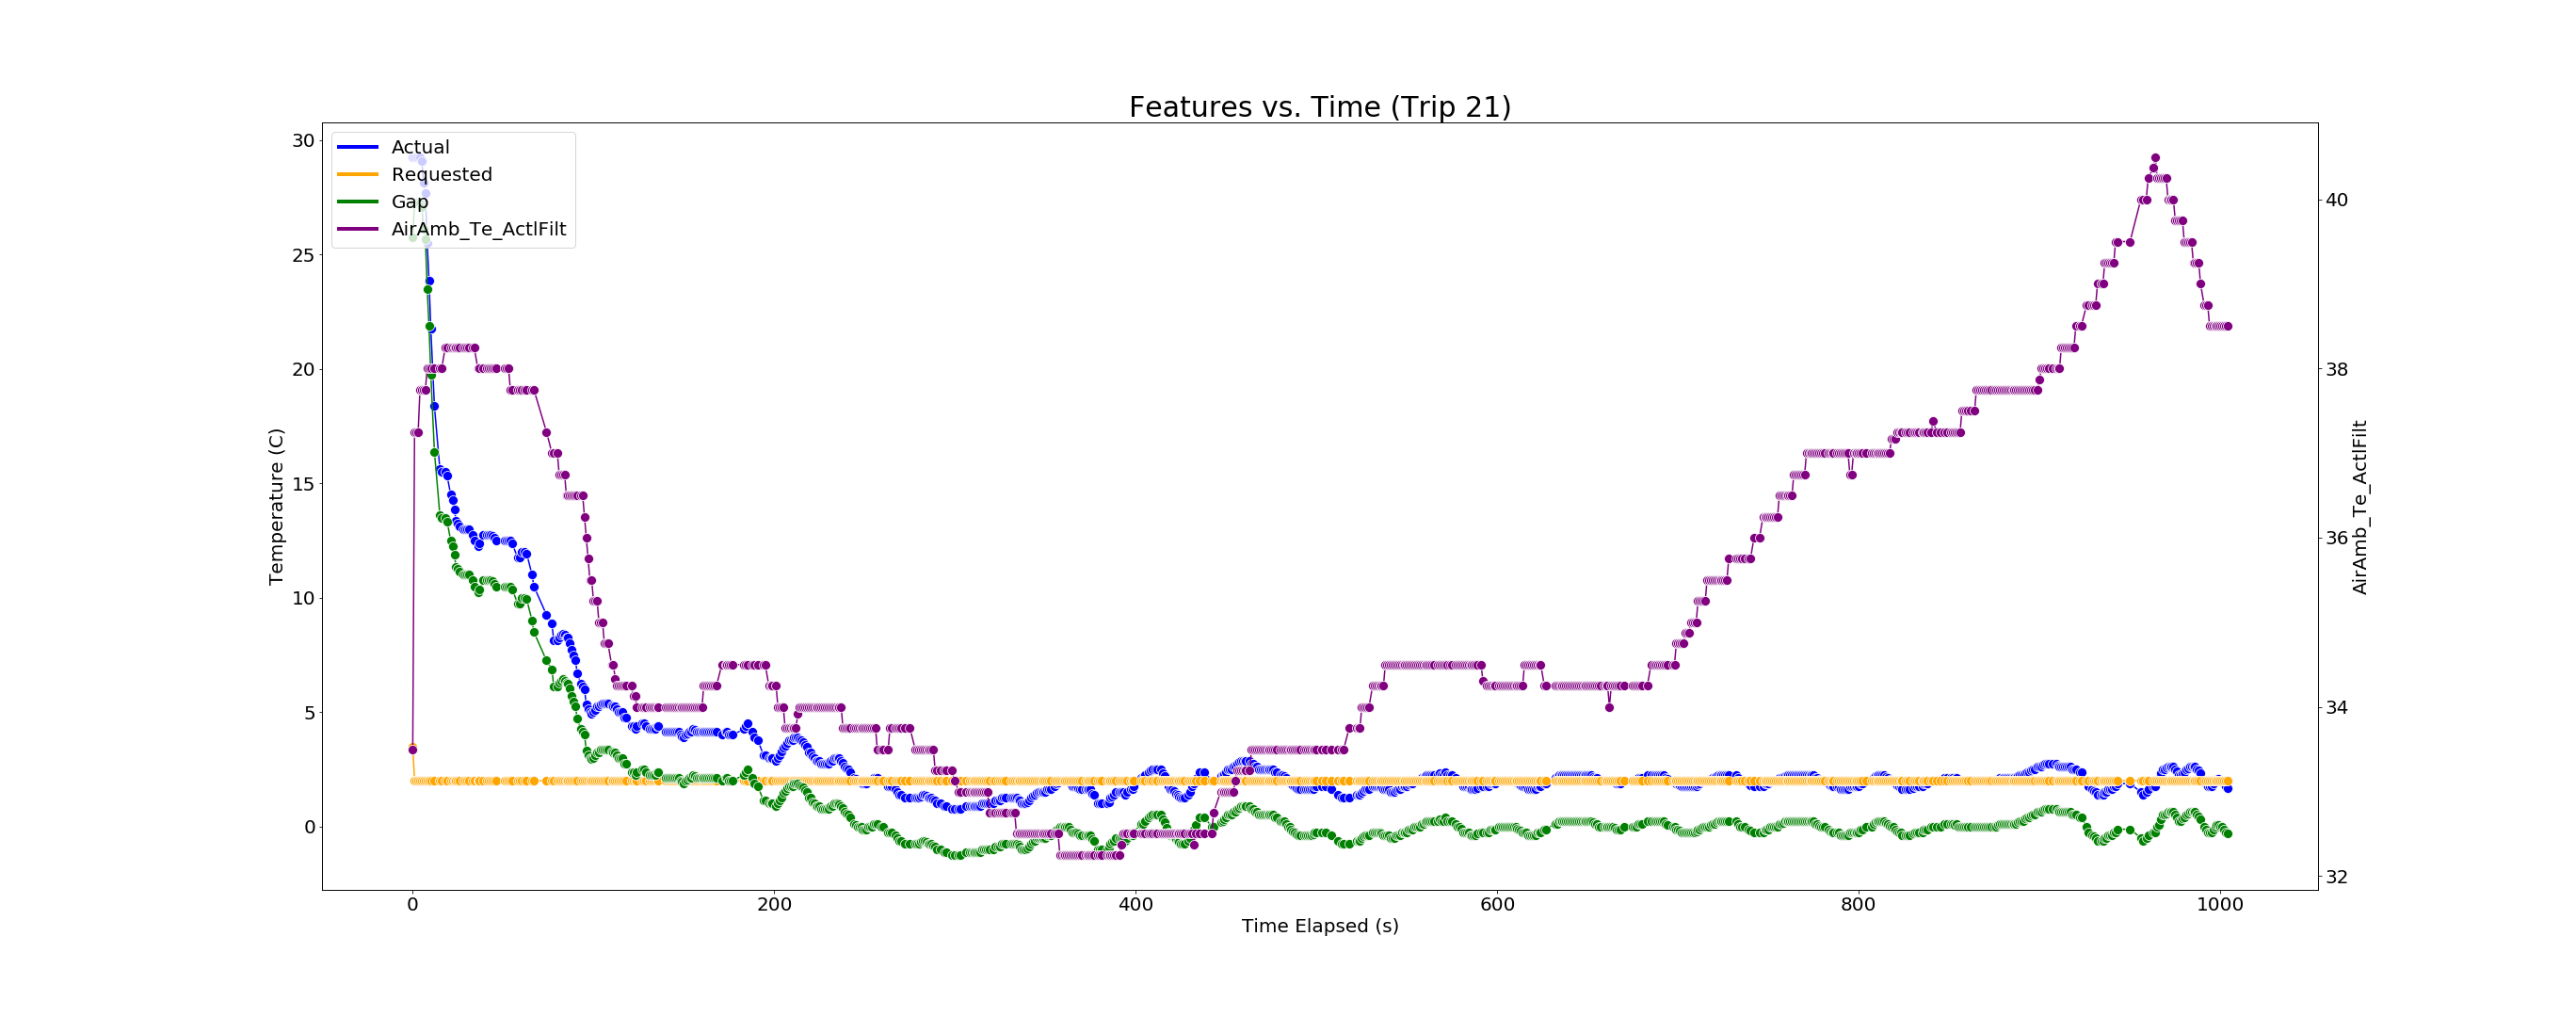 Features vs. Time (Trip 21)
Actual
Requested
Gap
AirAmb_Te_ActlFilt
30
25
20
15
10
5
0
Temperature (C)
40
38
36
34
32
AirAmb_Te_ActlFilt
0 200 400 600 800 1000
Time Elapsed (s)